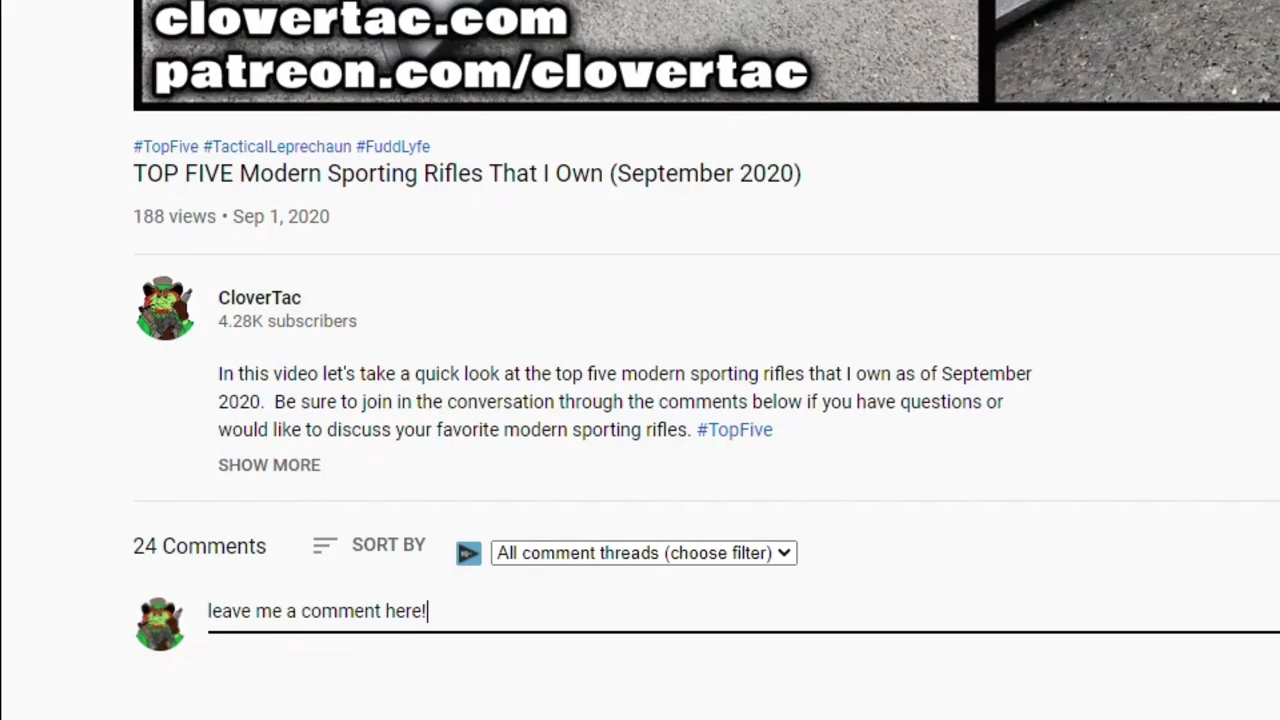 clovertac.com
patreon.com/clovertac
#TopFive #TacticalLeprechaun #FuddLyfe
TOP FIVE Modern Sporting Rifles That I Own (September 2020)
188 views • Sep 1, 2020
CloverTac
4.28K subscribers
In this video let's take a quick look at the top five modern sporting rifles that I own as of September
2020.  Be sure to join in the conversation through the comments below if you have questions or
would like to discuss your favorite modern sporting rifles. #TopFive
SHOW MORE
24 Comments SORT BY All comment threads (choose filter)
leave me a comment here!